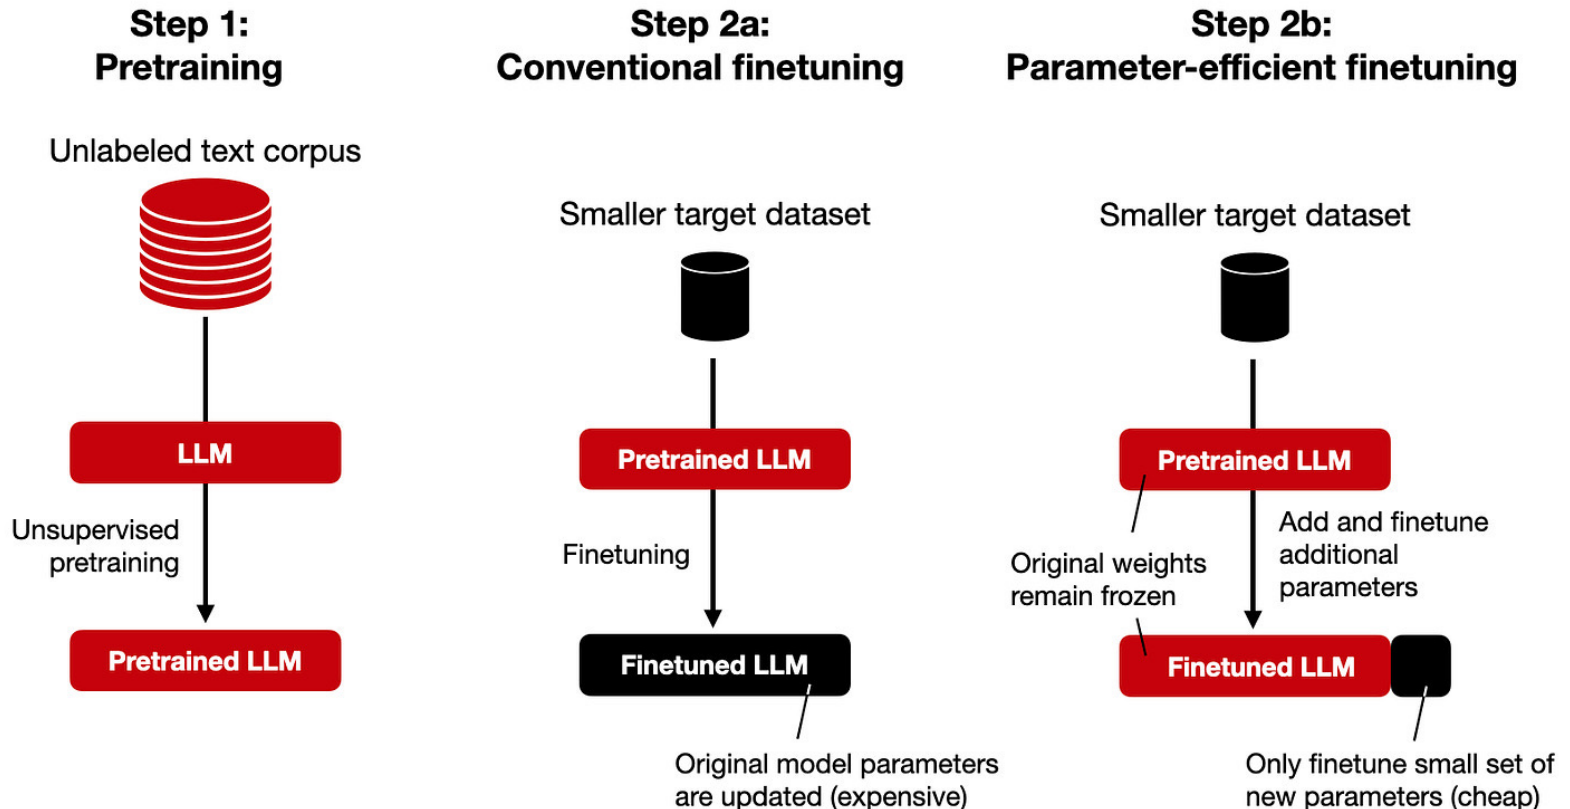 Step 1:
Pretraining
Unlabeled text corpus
LLM
Unsupervised
pretraining
Pretrained LLM
Step 2a:
Conventional finetuning
Smaller target dataset
Pretrained LLM
Finetuning
Finetuned LLM
Original model parameters
are updated (expensive)
Step 2b:
Parameter-efficient finetuning
Smaller target dataset
Pretrained LLM
Original weights
remain frozen
Add and finetune
additional
parameters
Finetuned LLM
Only finetune small set of
new parameters (cheap)